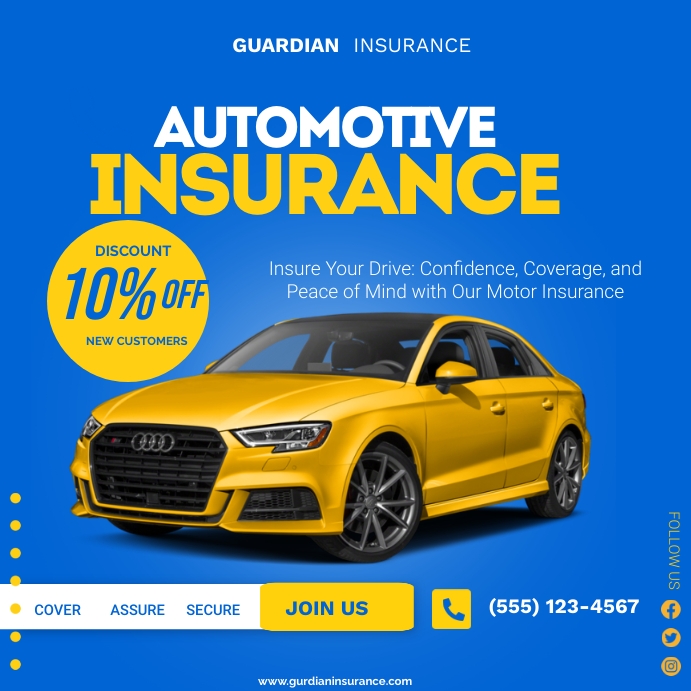 GUARDIAN INSURANCE
AUTOMOTIVE
INSURANCE
DISCOUNT
10% OFF
NEW CUSTOMERS
Insure Your Drive: Confidence, Coverage, and
Peace of Mind with Our Motor Insurance
FOLLOW US
COVER ASSURE SECURE
JOIN US
(555) 123-4567
www.gurdianinsurance.com